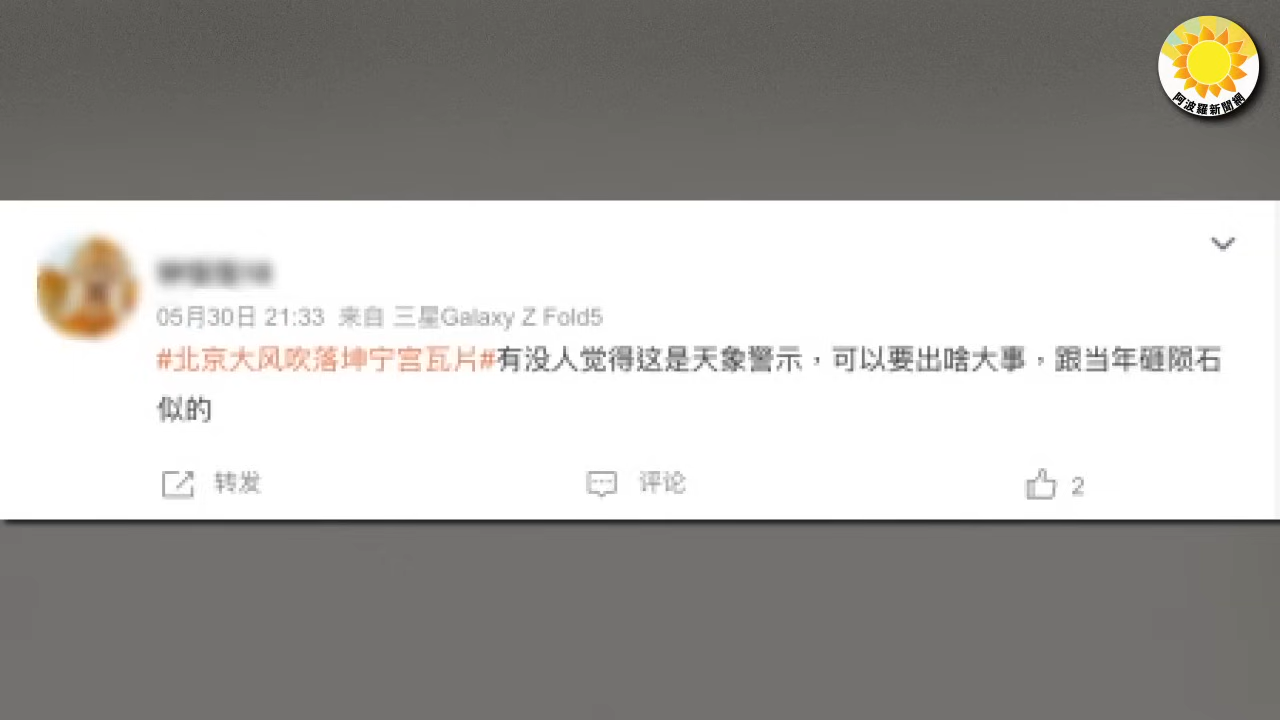 阿波羅新聞網
05月30日 21:33 来自 三星Galaxy Z Fold5
#北京大风吹落坤宁宫瓦片#有没人觉得这是天象警示，可以要出啥大事，跟当年砸陨石
似的
转发
评论
2